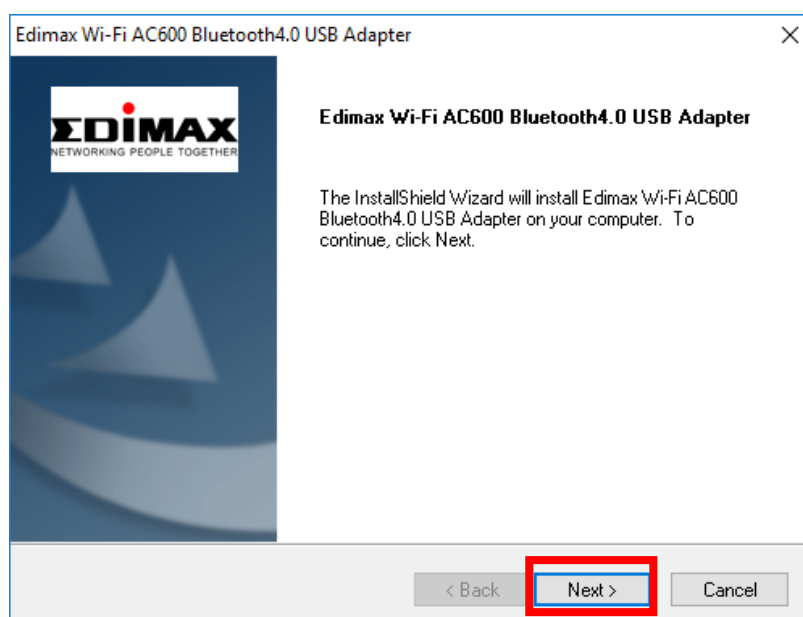 Edimax Wi-Fi AC600 Bluetooth4.0 USB Adapter
EDiMAX
NETWORKING PEOPLE TOGETHER
Edimax Wi-Fi AC600 Bluetooth4.0 USB Adapter
The InstallShield Wizard will install Edimax Wi-Fi AC600
Bluetooth4.0 USB Adapter on your computer. To
continue, click Next.
< Back
Next >
Cancel